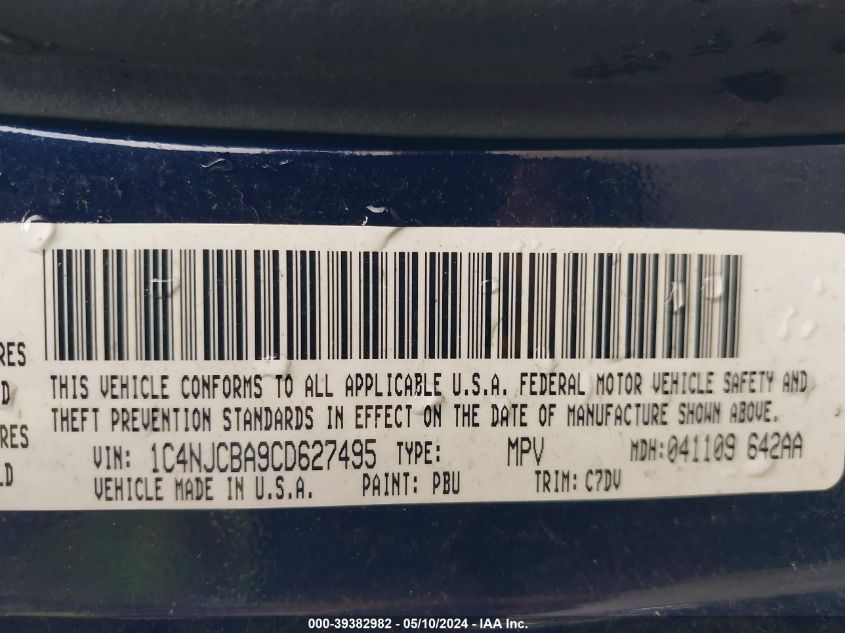 RES
D
RES
LD
THIS VEHICLE CONFORMS TO ALL APPLICABLE U.S.A. FEDERAL MOTOR VEHICLE SAFETY AND
THEFT PREVENTION STANDARDS IN EFFECT ON THE DATE OF MANUFACTURE SHOWN ABOVE.
VIN: 1C4NJCBA9CD627495 TYPE: MPV MDH:041109 642AA
VEHICLE MADE IN U.S.A. PAINT: PBU TRIM: C7DV
000-39382982 - 05/10/2024 - IAA Inc.